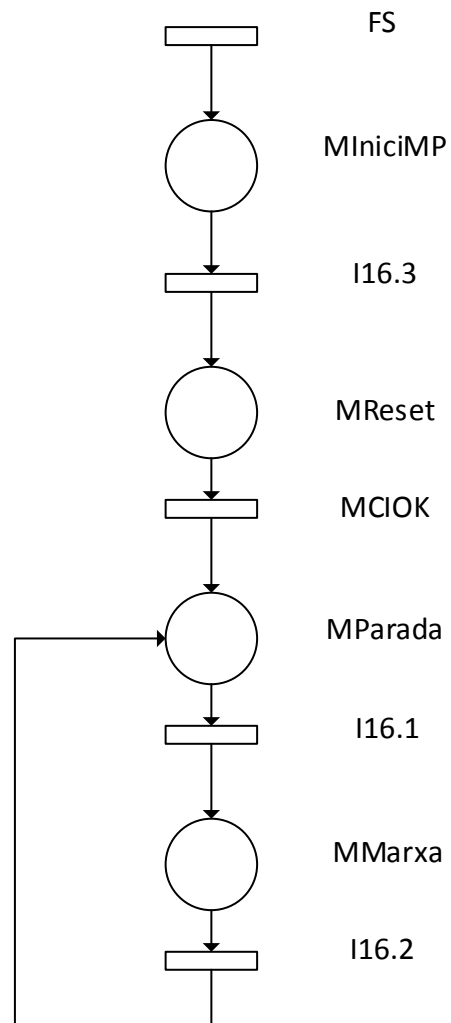 FS
MIniciMP
I16.3
MReset
MCIOK
MParada
I16.1
MMarxa
I16.2